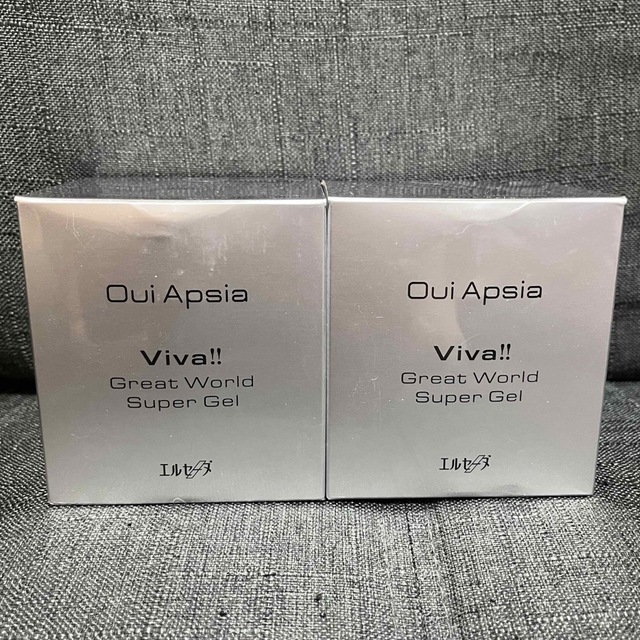 Oui Apsia
Viva!!
Great World
Super Gel
エルセーヌ
Oui Apsia
Viva!!
Great World
Super Gel
エルセーヌ